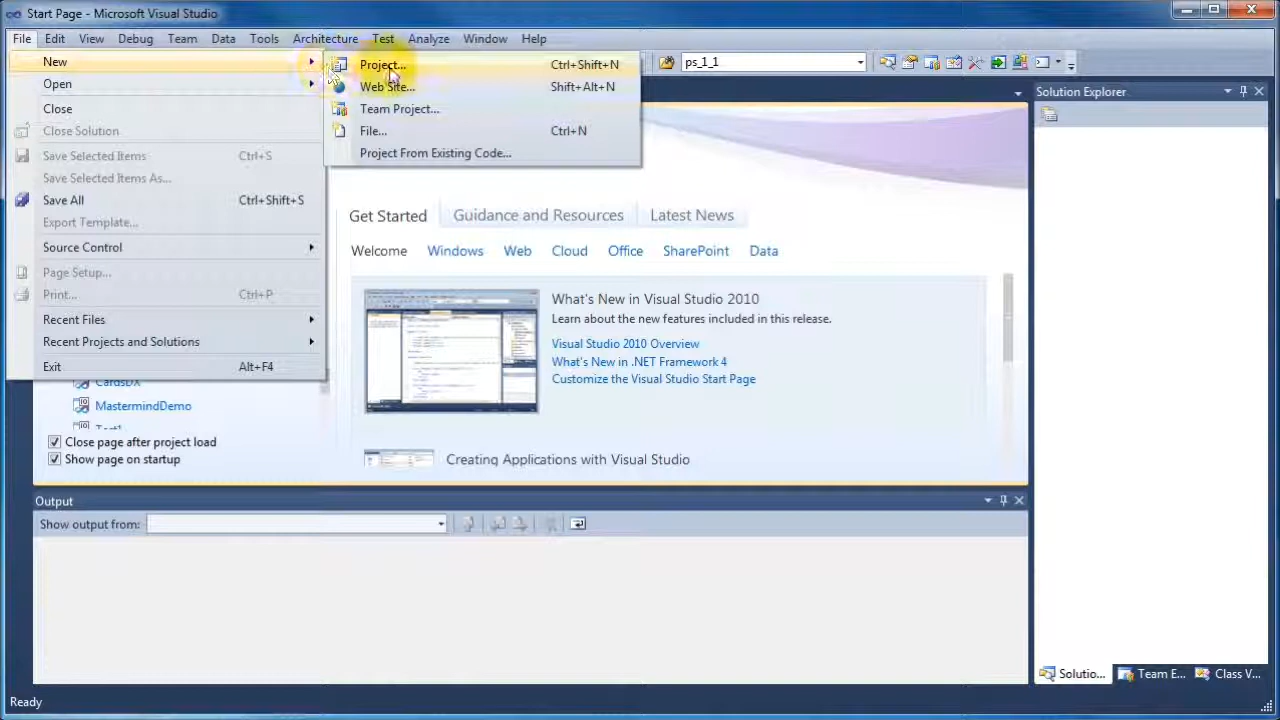 Start Page - Microsoft Visual Studio
File Edit View Debug Team Data Tools Architecture Test Analyze Window Help
New
Open
Close
Close Solution
Save Selected Items Ctrl+S
Save Selected Items As...
Save All Ctrl+Shift+S
Export Template...
Source Control
Page Setup...
Print... Ctrl+P
Recent Files
Recent Projects and Solutions
Exit Alt+F4
Project... Ctrl+Shift+N
Web Site... Shift+Alt+N
Team Project...
File... Ctrl+N
Project From Existing Code...
ps_1_1
Solution Explorer
Get Started Guidance and Resources Latest News
Welcome Windows Web Cloud Office SharePoint Data
What's New in Visual Studio 2010
Learn about the new features included in this release.
Visual Studio 2010 Overview
What's New in .NET Framework 4
Customize the Visual Studio Start Page
Creating Applications with Visual Studio
CardsDX
MastermindDemo
Test1
Close page after project load
Show page on startup
Output
Show output from:
Solutio... Team E... Class V...
Ready